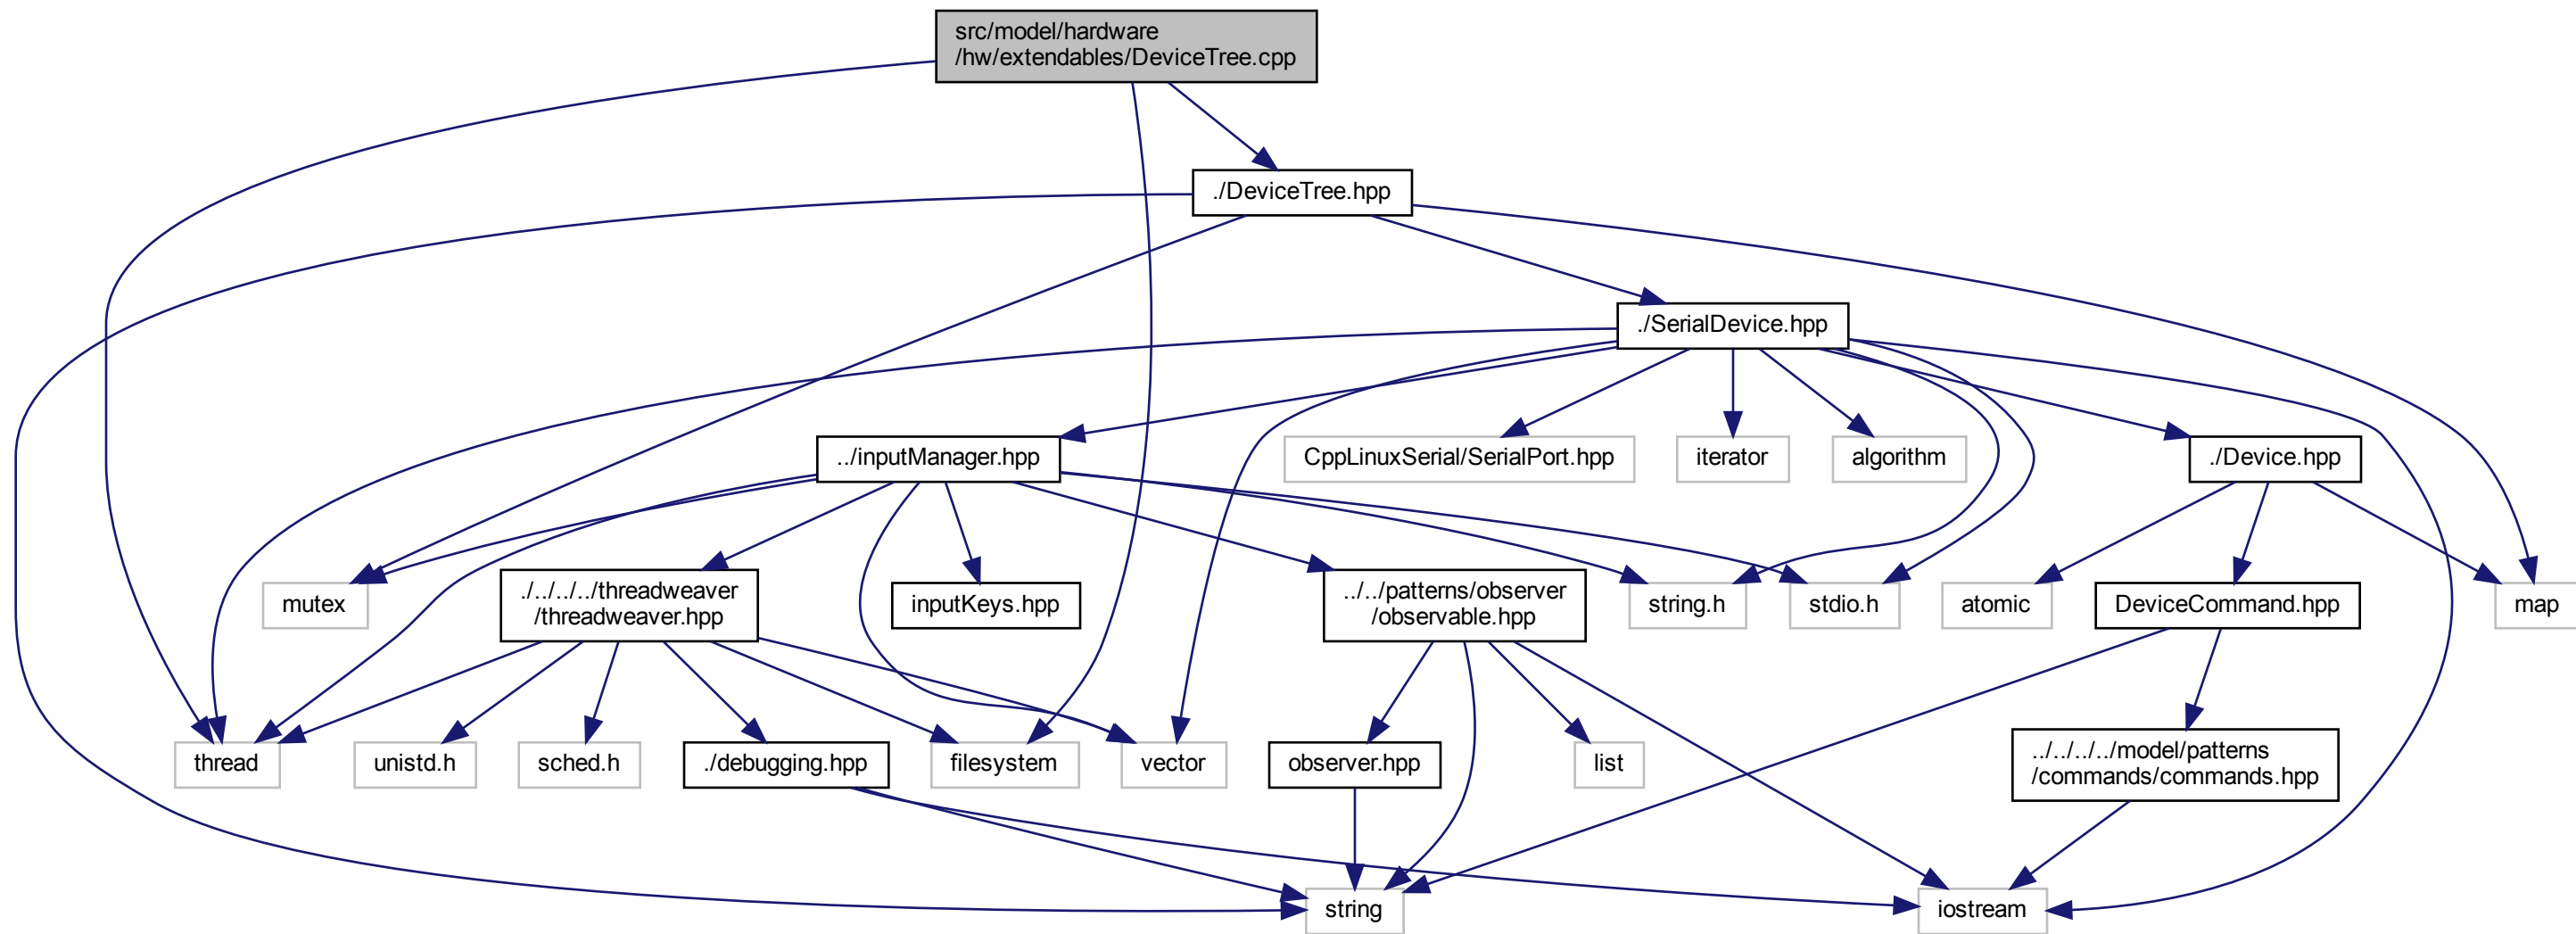 src/model/hardware
/hw/extendables/DeviceTree.cpp
./DeviceTree.hpp
./SerialDevice.hpp
../inputManager.hpp
CppLinuxSerial/SerialPort.hpp
iterator
algorithm
./Device.hpp
mutex
./../../../threadweaver
/threadweaver.hpp
inputKeys.hpp
../../patterns/observer
/observable.hpp
string.h
stdio.h
atomic
DeviceCommand.hpp
map
thread
unistd.h
sched.h
./debugging.hpp
filesystem
vector
observer.hpp
list
../../../../model/patterns
/commands/commands.hpp
string
iostream